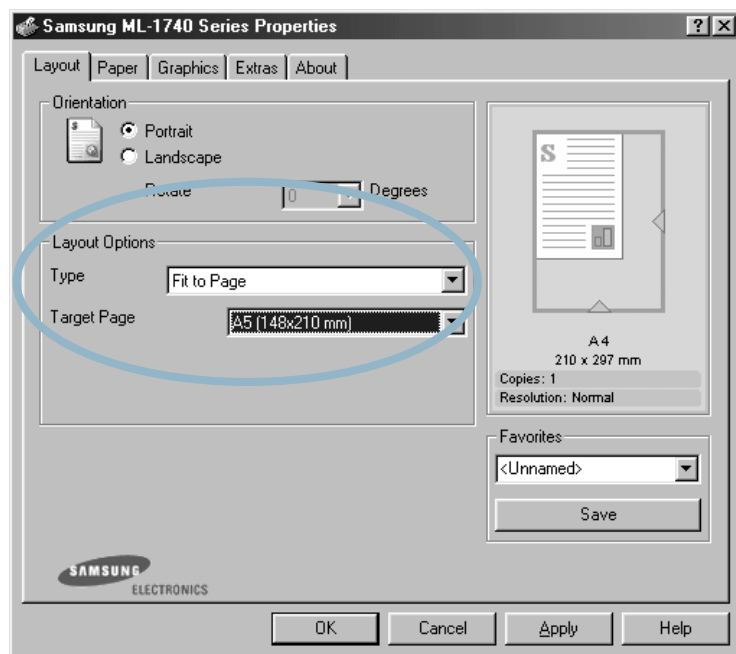 Samsung ML-1740 Series Properties
Layout Paper Graphics Extras About
Orientation
Portrait
Landscape
Rotate 0 Degrees
Layout Options
Type Fit to Page
Target Page A5 (148x210 mm)
S
S
A4
210 x 297 mm
Copies: 1
Resolution: Normal
Favorites
<Unnamed>
Save
SAMSUNG
ELECTRONICS
OK Cancel Apply Help